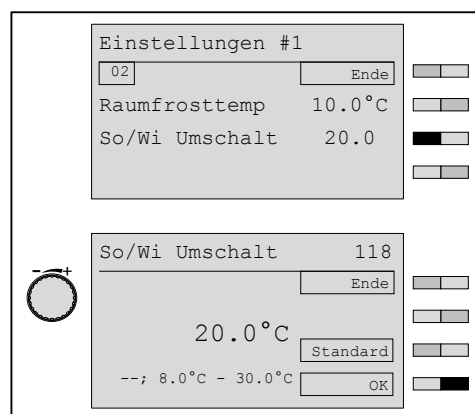 Einstellungen #1
02 Ende
Raumfrosttemp 10.0°C
So/Wi Umschalt 20.0
So/Wi Umschalt 118
Ende
- +
20.0°C
Standard
--; 8.0°C - 30.0°C OK